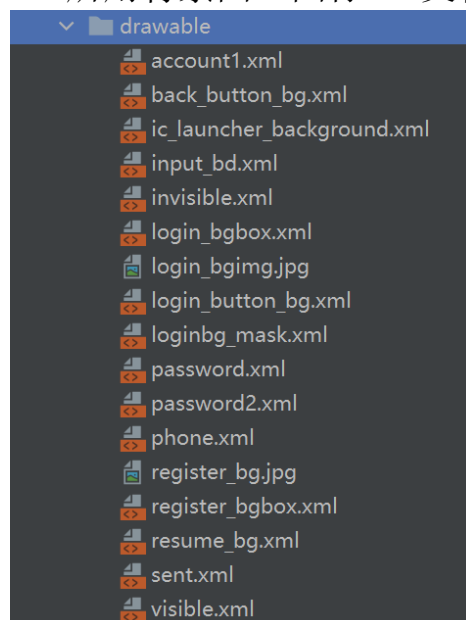 drawable
account1.xml
back_button_bg.xml
ic_launcher_background.xml
input_bd.xml
invisible.xml
login_bgbox.xml
login_bgimg.jpg
login_button_bg.xml
loginbg_mask.xml
password.xml
password2.xml
phone.xml
register_bg.jpg
register_bgbox.xml
resume_bg.xml
sent.xml
visible.xml